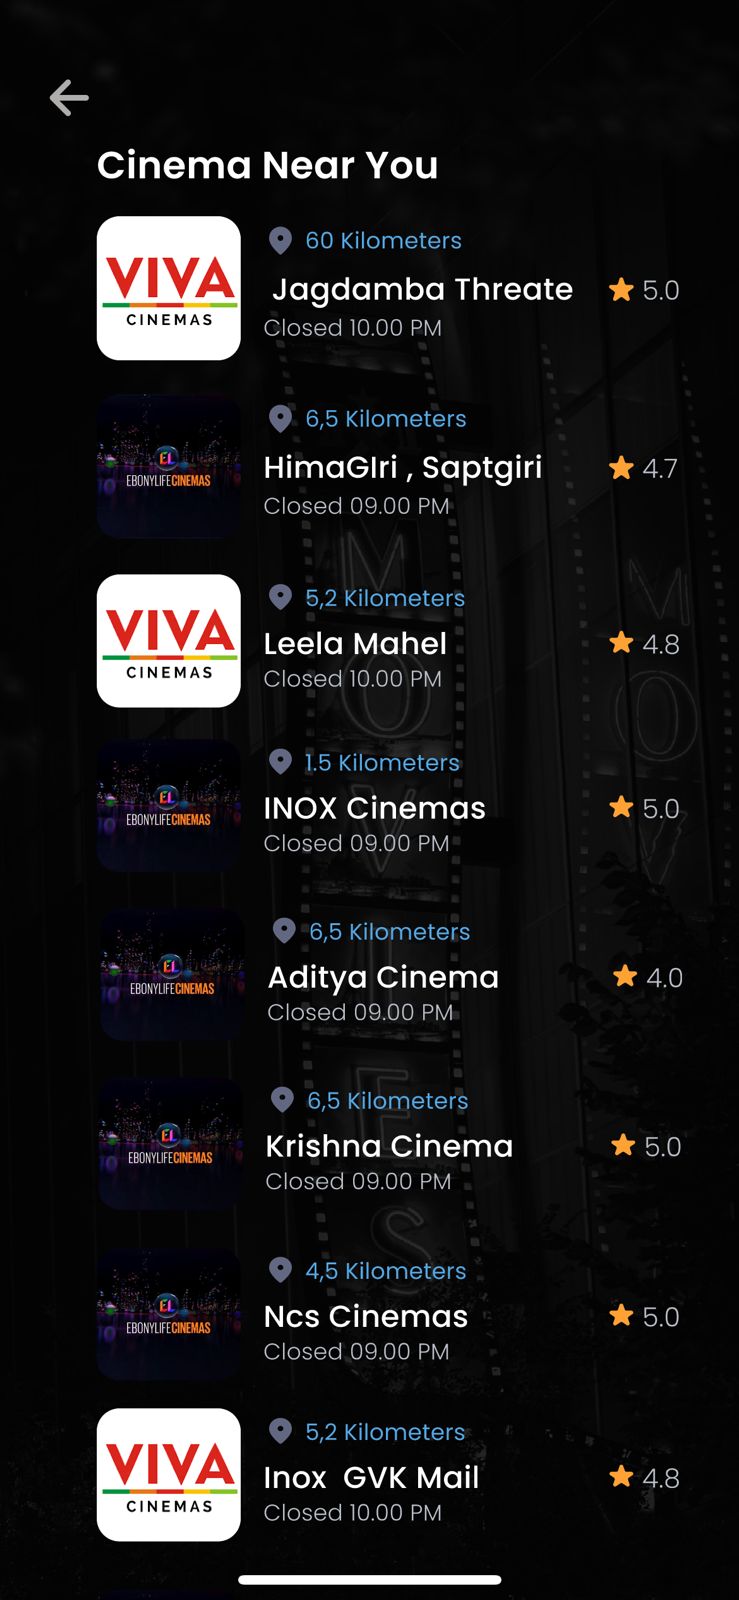 Cinema Near You
VIVA
CINEMAS
60 Kilometers
Jagdamba Threate
5.0
Closed 10.00 PM
EL
EBONYLIFECINEMAS
6,5 Kilometers
HimaGIri , Saptgiri
4.7
Closed 09.00 PM
VIVA
CINEMAS
5,2 Kilometers
Leela Mahel
4.8
Closed 10.00 PM
EL
EBONYLIFECINEMAS
1.5 Kilometers
INOX Cinemas
5.0
Closed 09.00 PM
EL
EBONYLIFECINEMAS
6,5 Kilometers
Aditya Cinema
4.0
Closed 09.00 PM
EL
EBONYLIFECINEMAS
6,5 Kilometers
Krishna Cinema
5.0
Closed 09.00 PM
EL
EBONYLIFECINEMAS
4,5 Kilometers
Ncs Cinemas
5.0
Closed 09.00 PM
VIVA
CINEMAS
5,2 Kilometers
Inox  GVK Mail
4.8
Closed 10.00 PM
MOVIES